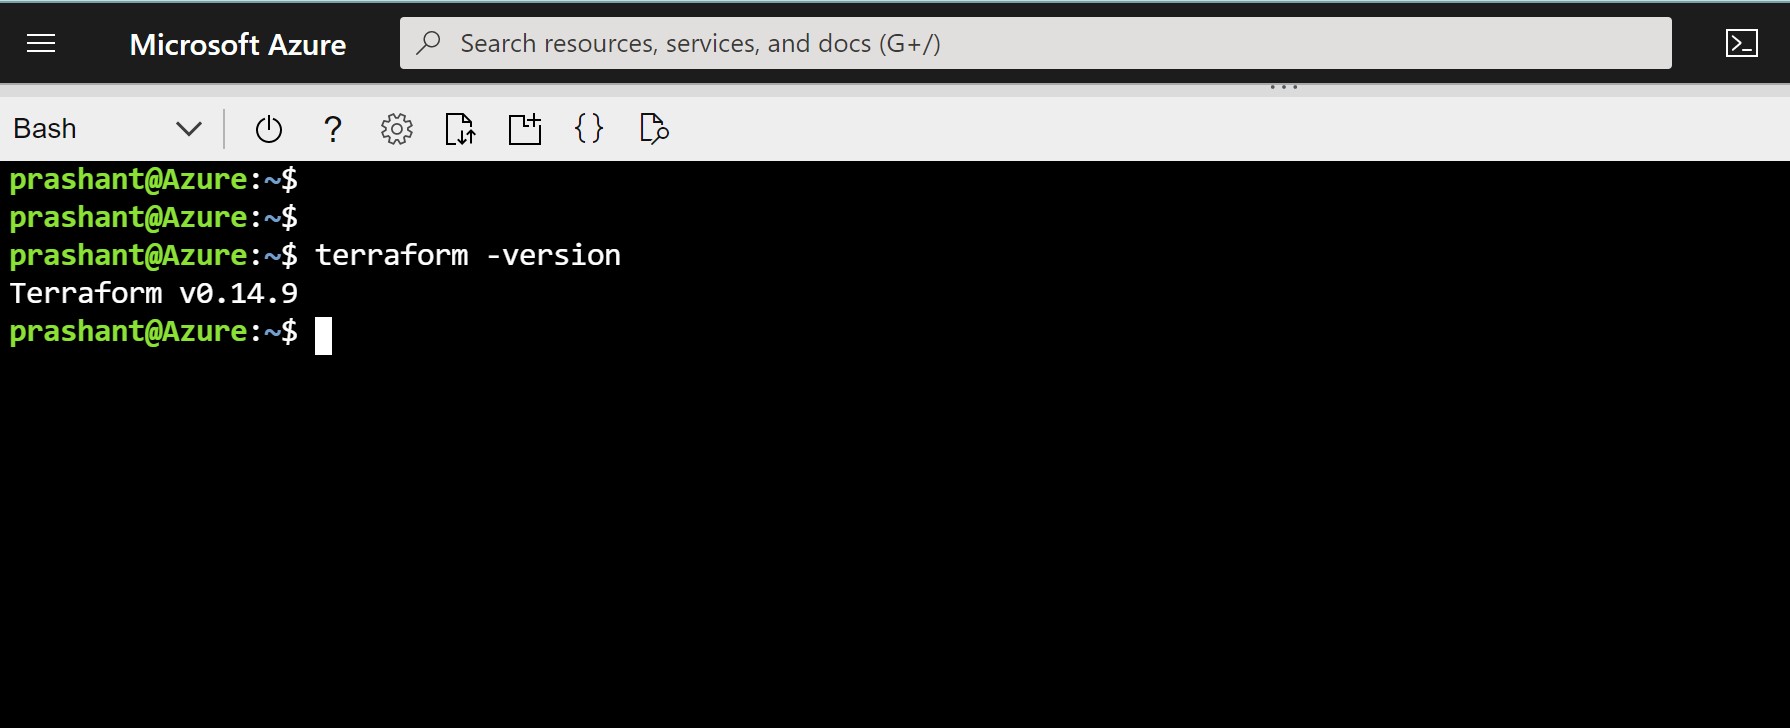 Microsoft Azure
Search resources, services, and docs (G+/)
Bash
prashant@Azure:~$
prashant@Azure:~$
prashant@Azure:~$ terraform -version
Terraform v0.14.9
prashant@Azure:~$